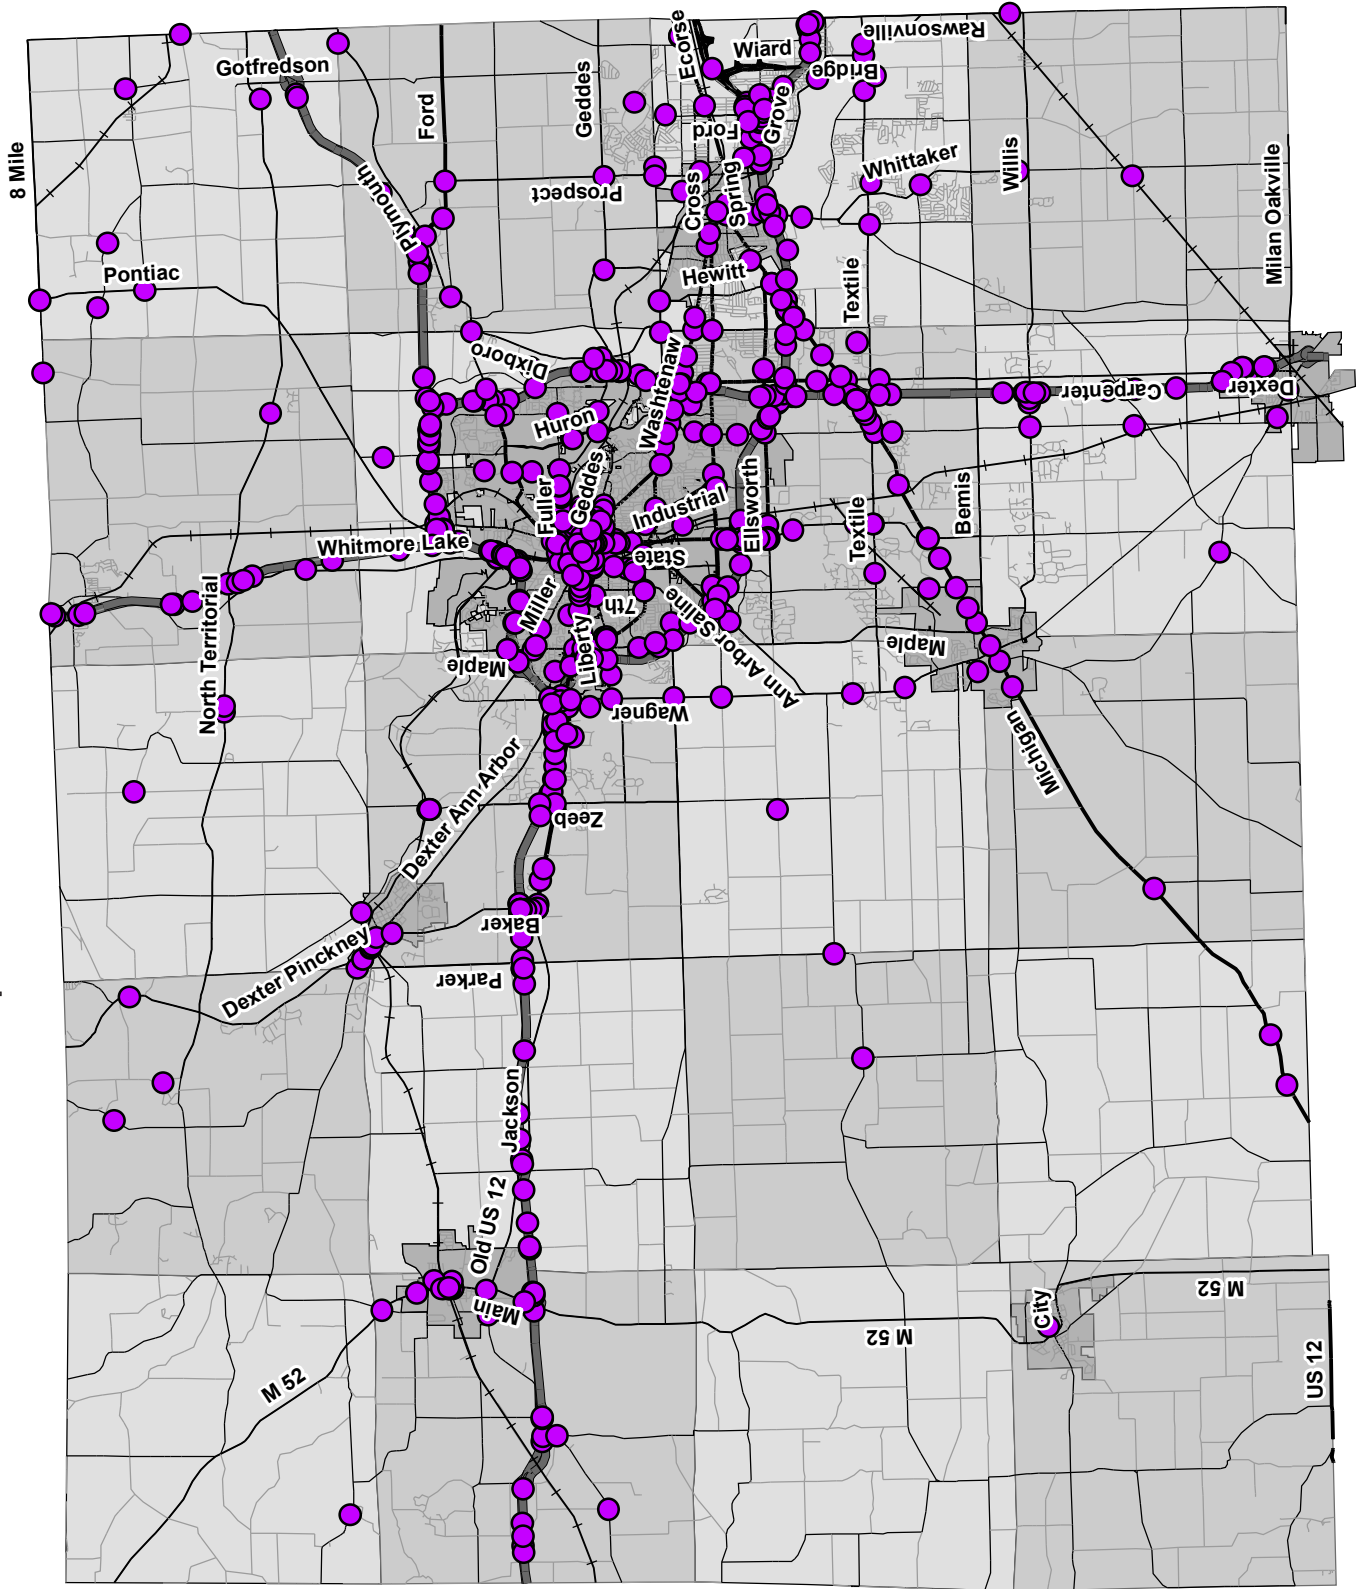 Gotfredson
Wiard
Ecorse
Rawsonville
Bridge
Geddes
Ford
Grove
Ford
8 Mile
Plymouth
Prospect
Cross
Spring
Whittaker
Willis
Milan Oakville
Pontiac
Hewitt
Textile
Dixboro
Washtenaw
Carpenter
Dexter
Huron
Geddes
Fuller
Industrial
Ellsworth
Textile
Bemis
Whitmore Lake
State
North Territorial
Miller
7th
Ann Arbor Saline
Liberty
Maple
Maple
Wagner
Michigan
Dexter Ann Arbor
Zeeb
Baker
Dexter Pinckney
Parker
Jackson
Old US 12
Main
M 52
M 52
City
M 52
US 12